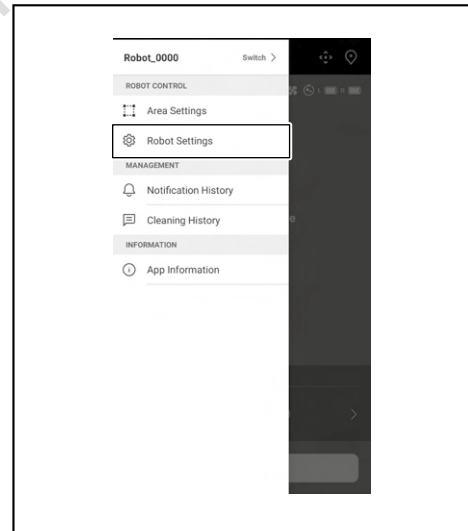 Robot_0000 Switch >
ROBOT CONTROL
Area Settings
Robot Settings
MANAGEMENT
Notification History
Cleaning History
INFORMATION
App Information